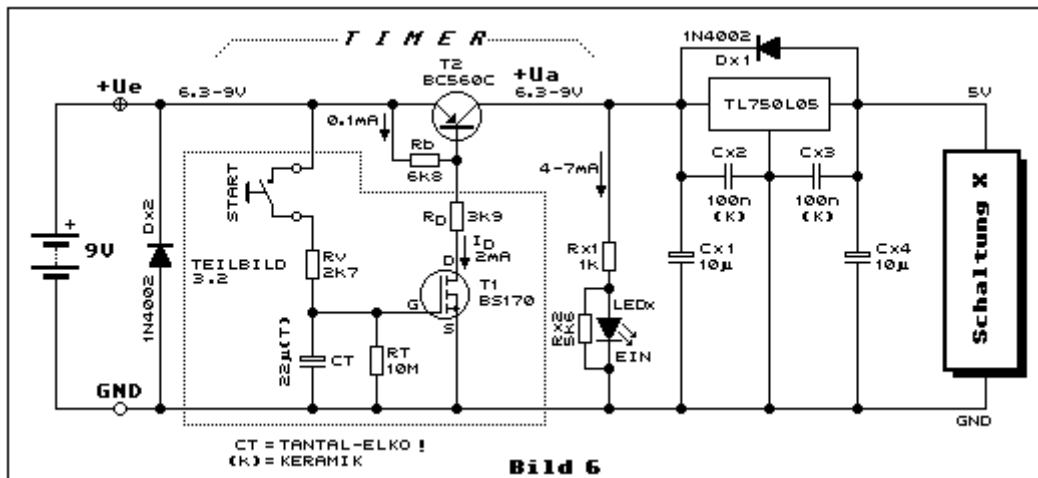 TIMER
1N4002
Dx1
T2
BC560C
+Ue
6.3-9V
+Ua
6.3-9V
TL750L05
5V
0.1mA
Rb
6K8
4-7mA
Cx2
100n
(K)
Cx3
100n
(K)
START
RD
3K9
Dx2
1N4002
+
9V
TEILBILD
3.2
Rv
2K7
ID
2mA
D
G
S
T1
BS170
Rx1
1K
Cx1
10µ
Cx4
10µ
Schaltung X
22µ(T)
CT
RT
10M
Rx2
5K6
LEDx
EIN
GND
GND
CT = TANTAL-ELKO !
(K) = KERAMIK
Bild 6